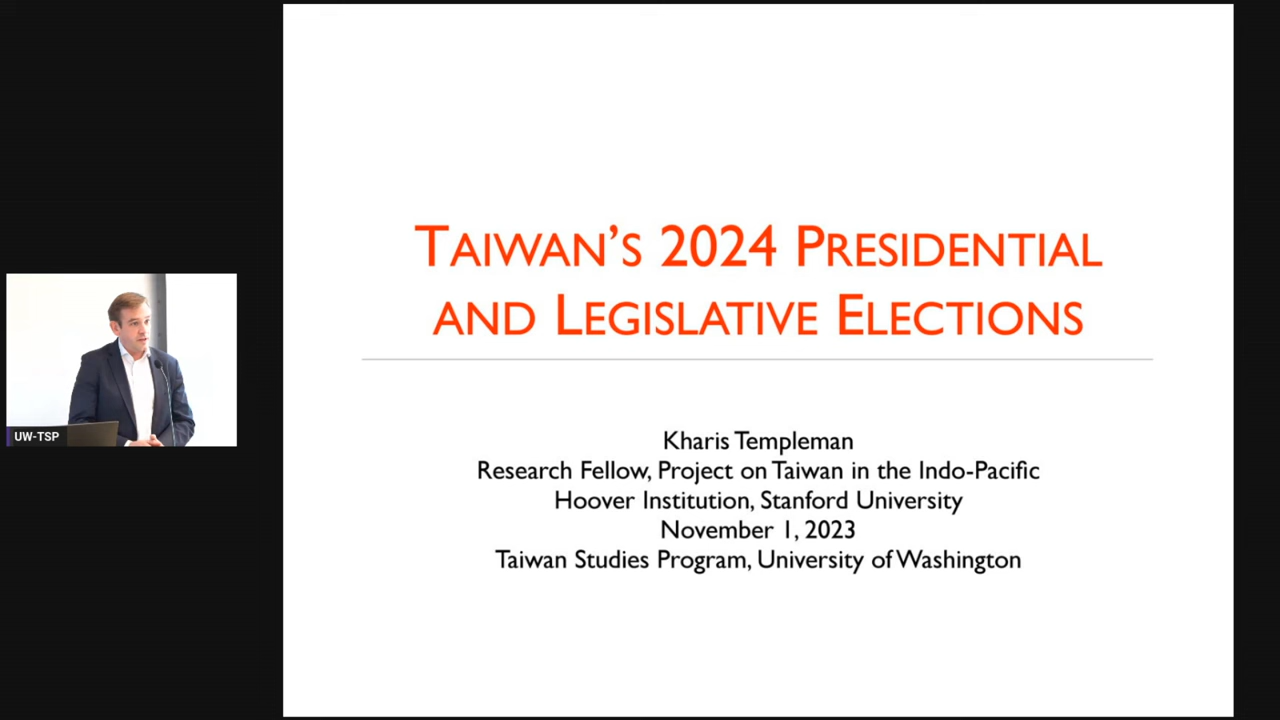 TAIWAN'S 2024 PRESIDENTIAL
AND LEGISLATIVE ELECTIONS
Kharis Templeman
Research Fellow, Project on Taiwan in the Indo-Pacific
Hoover Institution, Stanford University
November 1, 2023
Taiwan Studies Program, University of Washington
UW-TSP